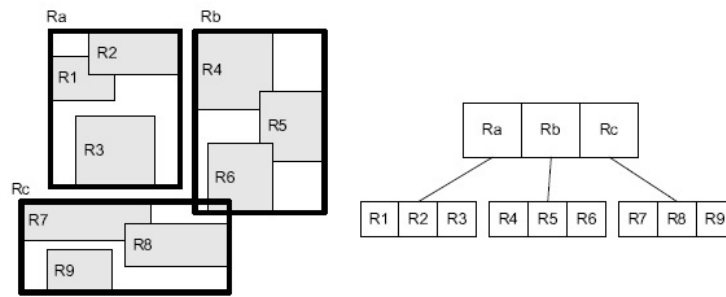 Ra
Rb
R2
R1
R4
R3
R5
R6
Rc
R7
R8
R9
Ra Rb Rc
R1 R2 R3 R4 R5 R6 R7 R8 R9